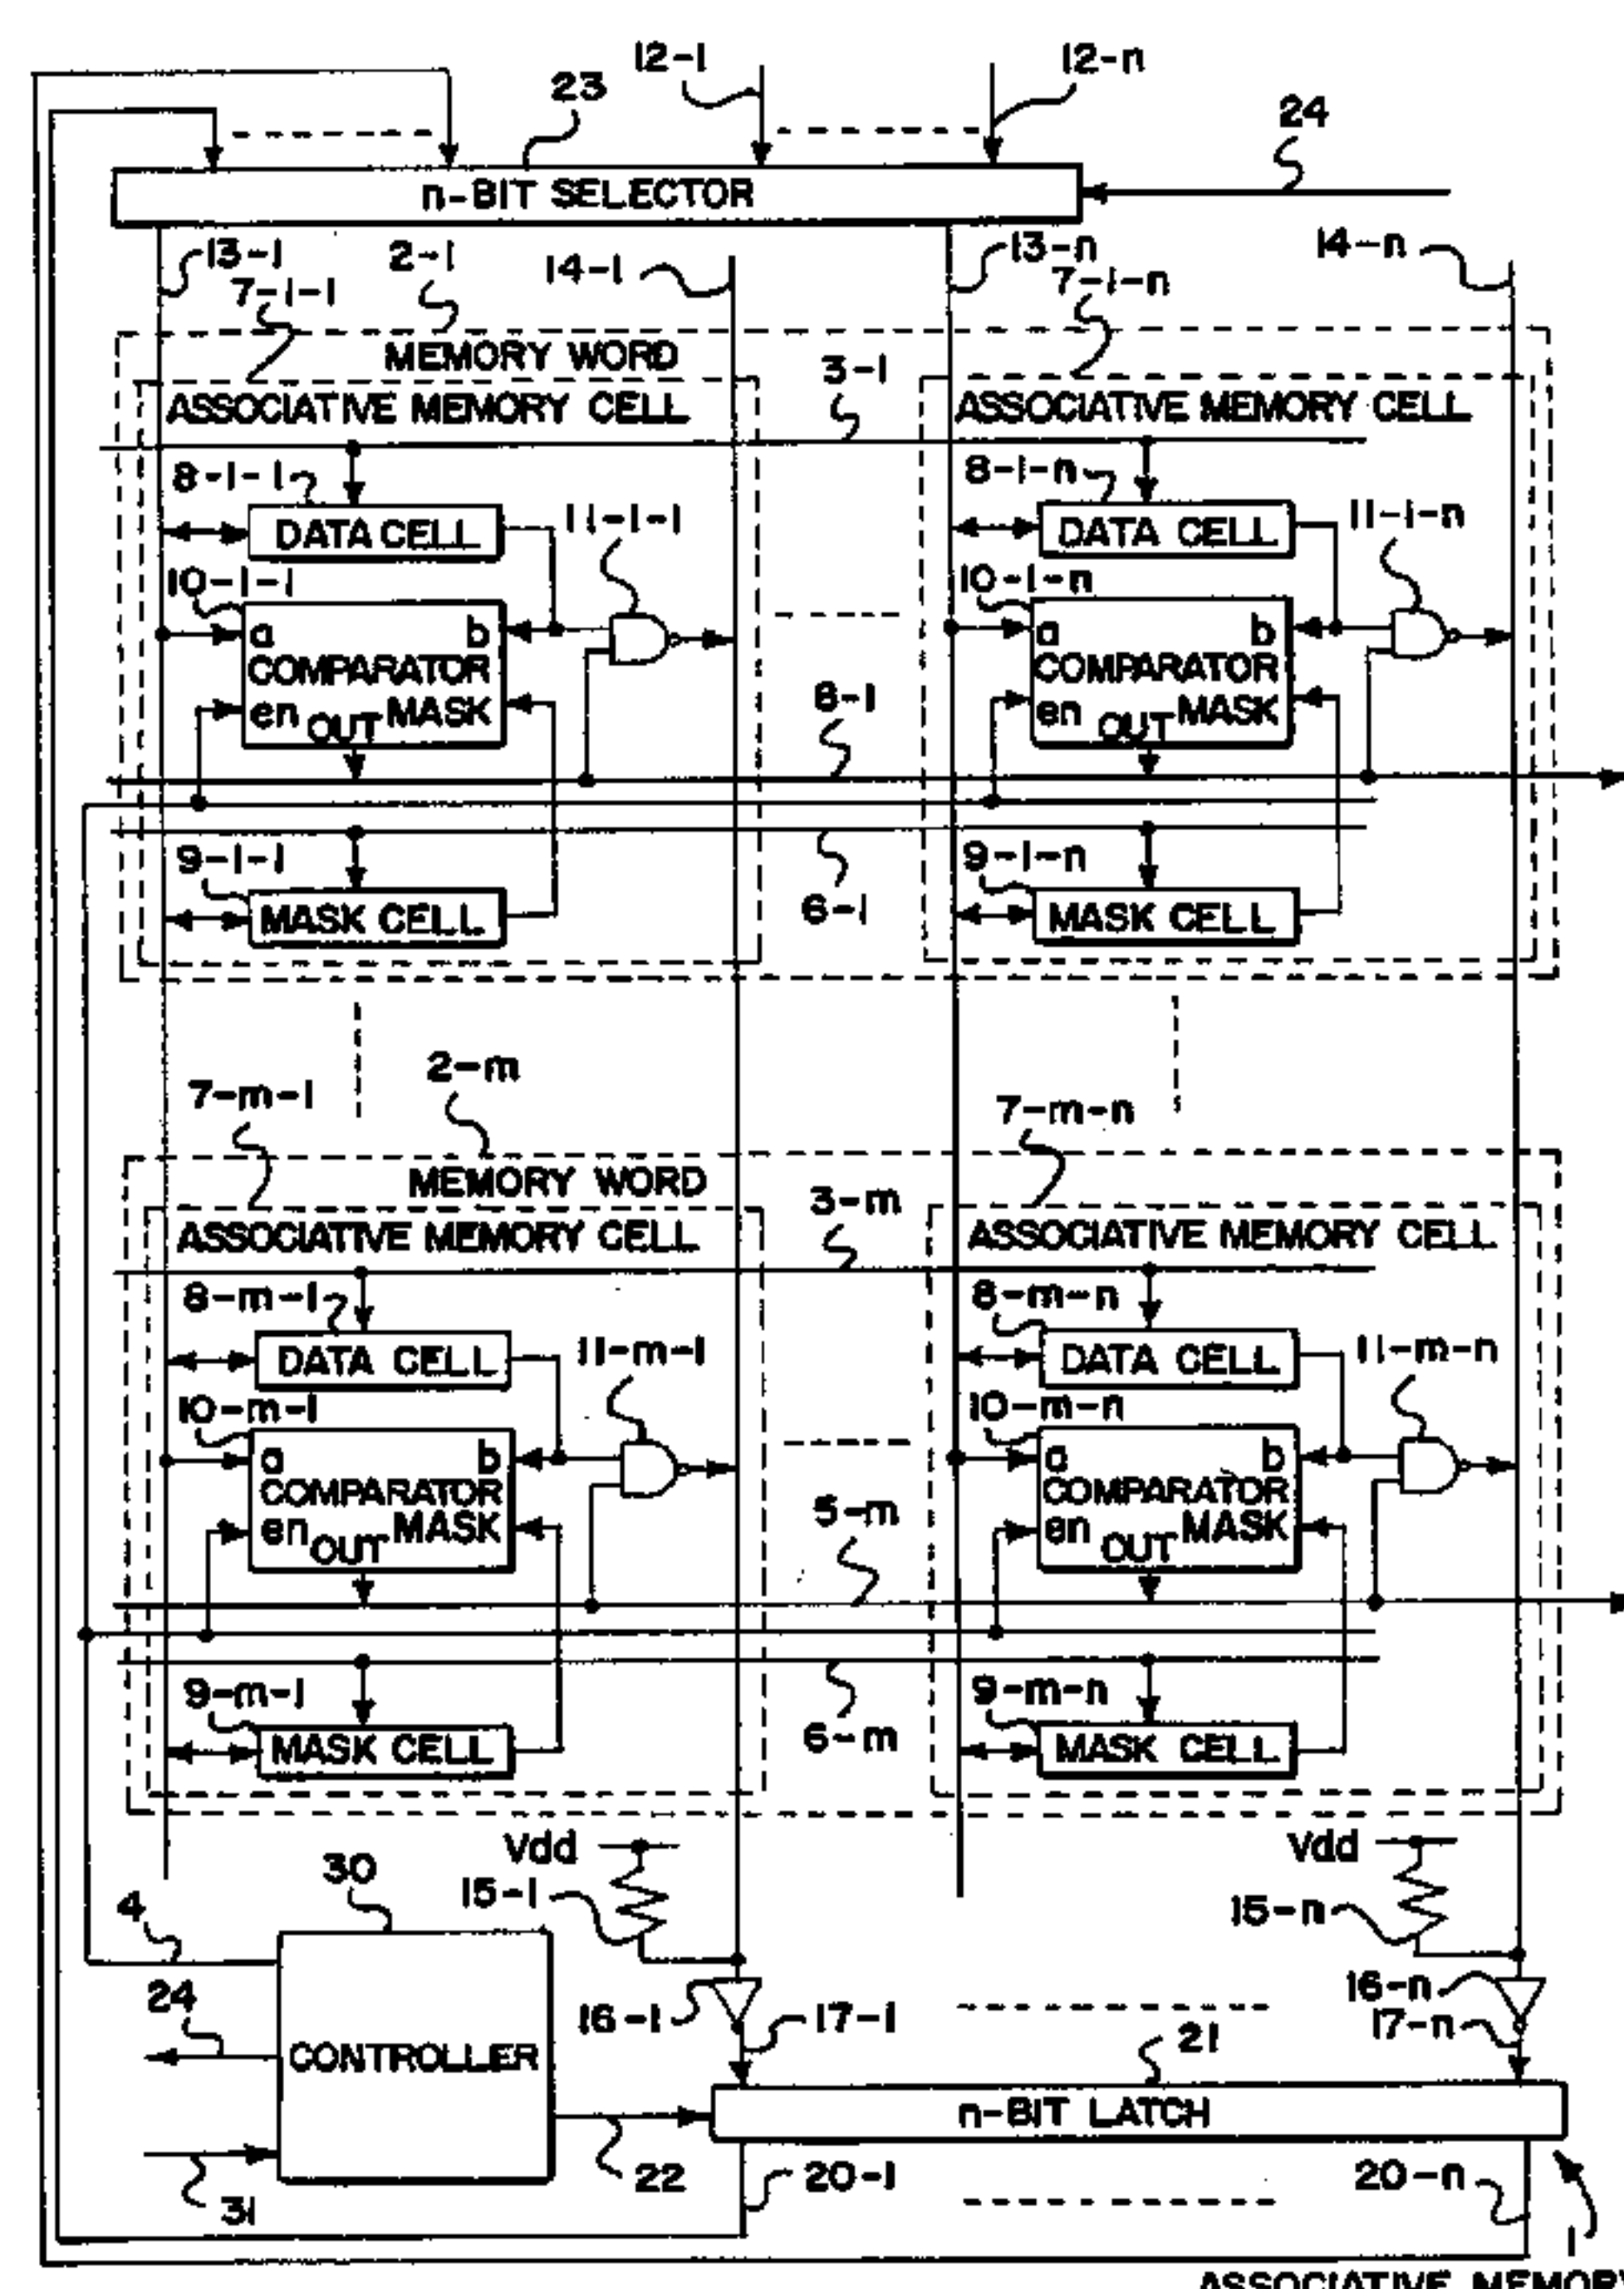 12-1
12-n
23
24
n-BIT SELECTOR
13-1
2-1
14-1
13-n
14-n
7-1-1
7-1-n
MEMORY WORD
3-1
ASSOCIATIVE MEMORY CELL
ASSOCIATIVE MEMORY CELL
8-1-1
8-1-n
DATA CELL
11-1-1
DATA CELL
11-1-n
10-1-1
10-1-n
a b
COMPARATOR
en OUT MASK
a b
COMPARATOR
en OUT MASK
8-1
9-1-1
9-1-n
MASK CELL
6-1
MASK CELL
2-m
7-m-1
7-m-n
MEMORY WORD
3-m
ASSOCIATIVE MEMORY CELL
ASSOCIATIVE MEMORY CELL
8-m-1
8-m-n
DATA CELL
11-m-1
DATA CELL
11-m-n
10-m-1
10-m-n
a b
COMPARATOR
en OUT MASK
a b
COMPARATOR
en OUT MASK
5-m
9-m-1
9-m-n
MASK CELL
6-m
MASK CELL
Vdd
Vdd
30
15-1
15-n
4
24
16-1
17-1
16-n
17-n
CONTROLLER
21
n-BIT LATCH
31
22
20-1
20-n
1